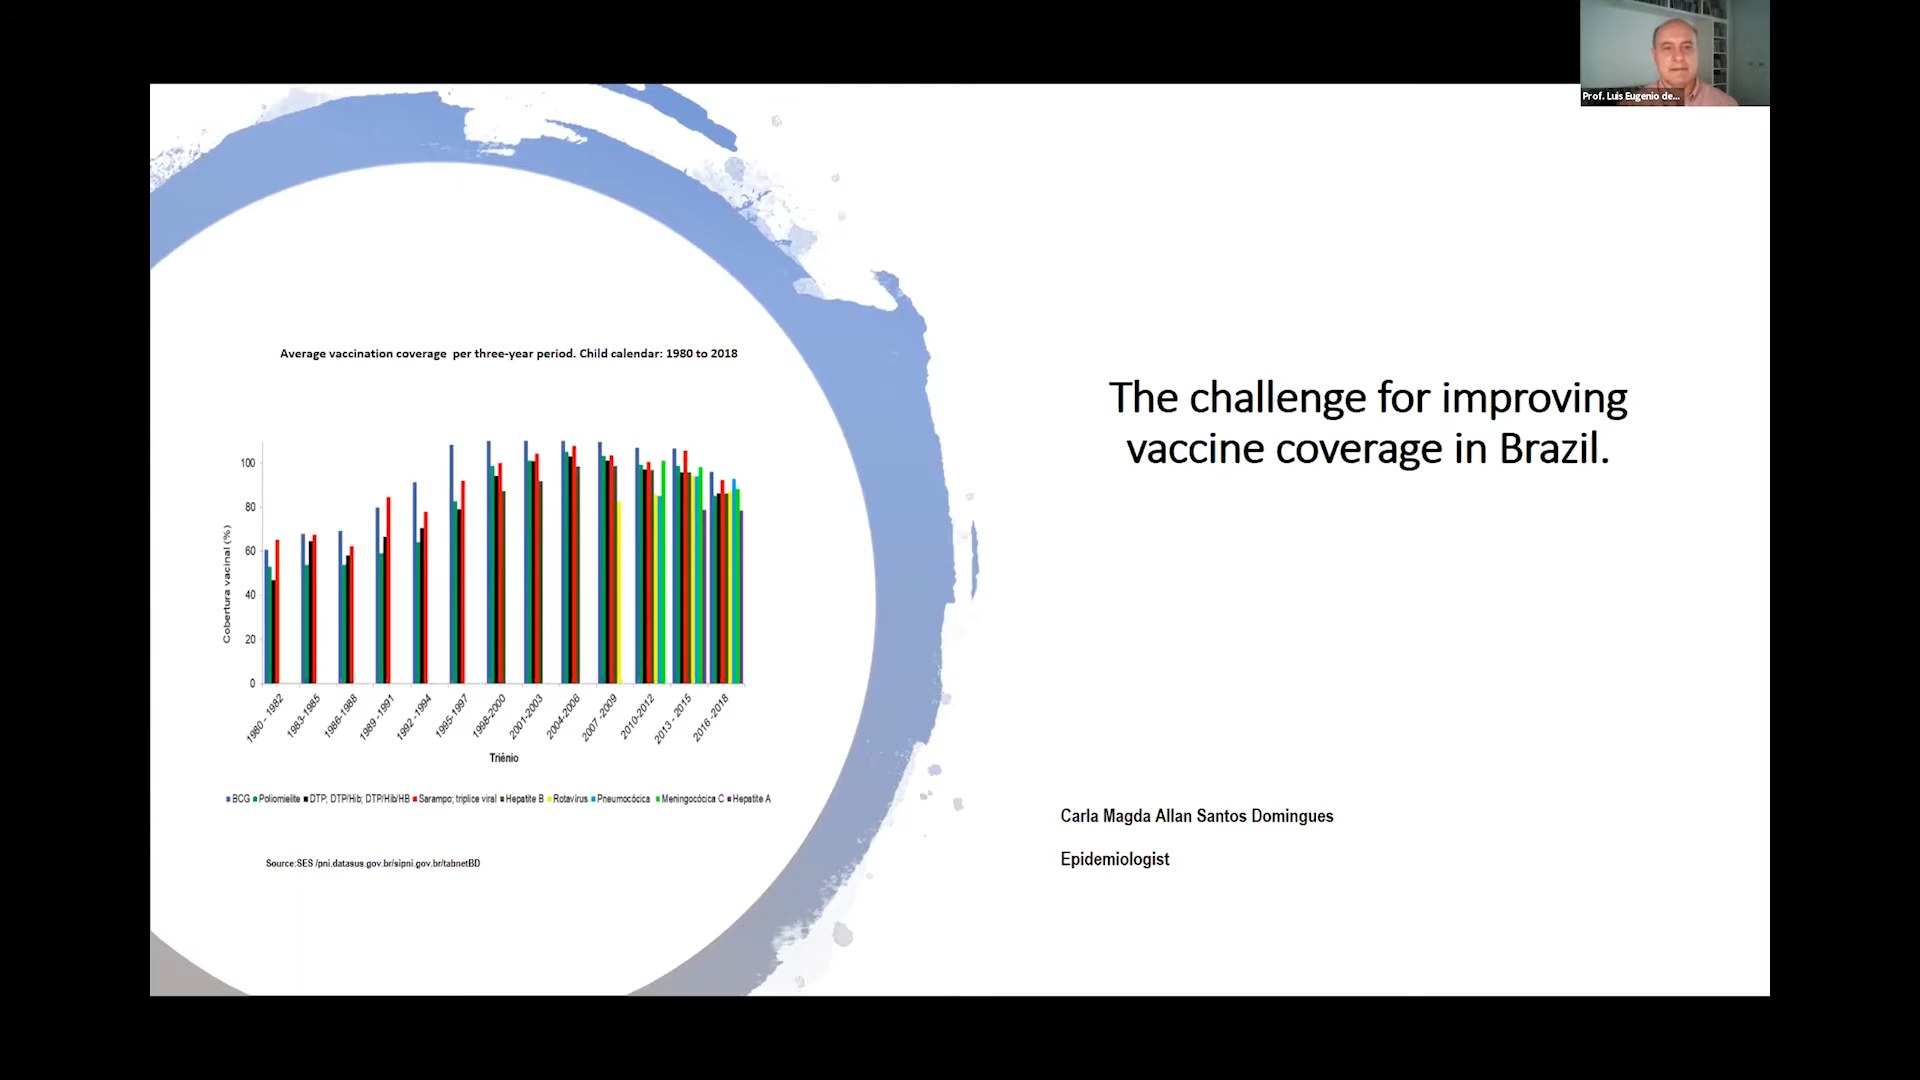 Prof. Luis Eugenio de...
Average vaccination coverage per three-year period. Child calendar: 1980 to 2018
Cobertura vacinal (%)
100
80
60
40
20
0
1980 - 1982
1983-1985
1986-1988
1989 -1991
1992 -1994
1995-1997
1998-2000
2001-2003
2004-2006
2007 -2009
2010-2012
2013 - 2015
2016 -2018
Triênio
BCG Poliomielite DTP; DTP/Hib; DTP/Hib/HB Sarampo; triplice viral Hepatite B Rotavírus Pneumocócica Meningocócica C Hepatite A
Source:SES /pni.datasus.gov.br/sipni.gov.br/tabnetBD
The challenge for improving
vaccine coverage in Brazil.
Carla Magda Allan Santos Domingues
Epidemiologist